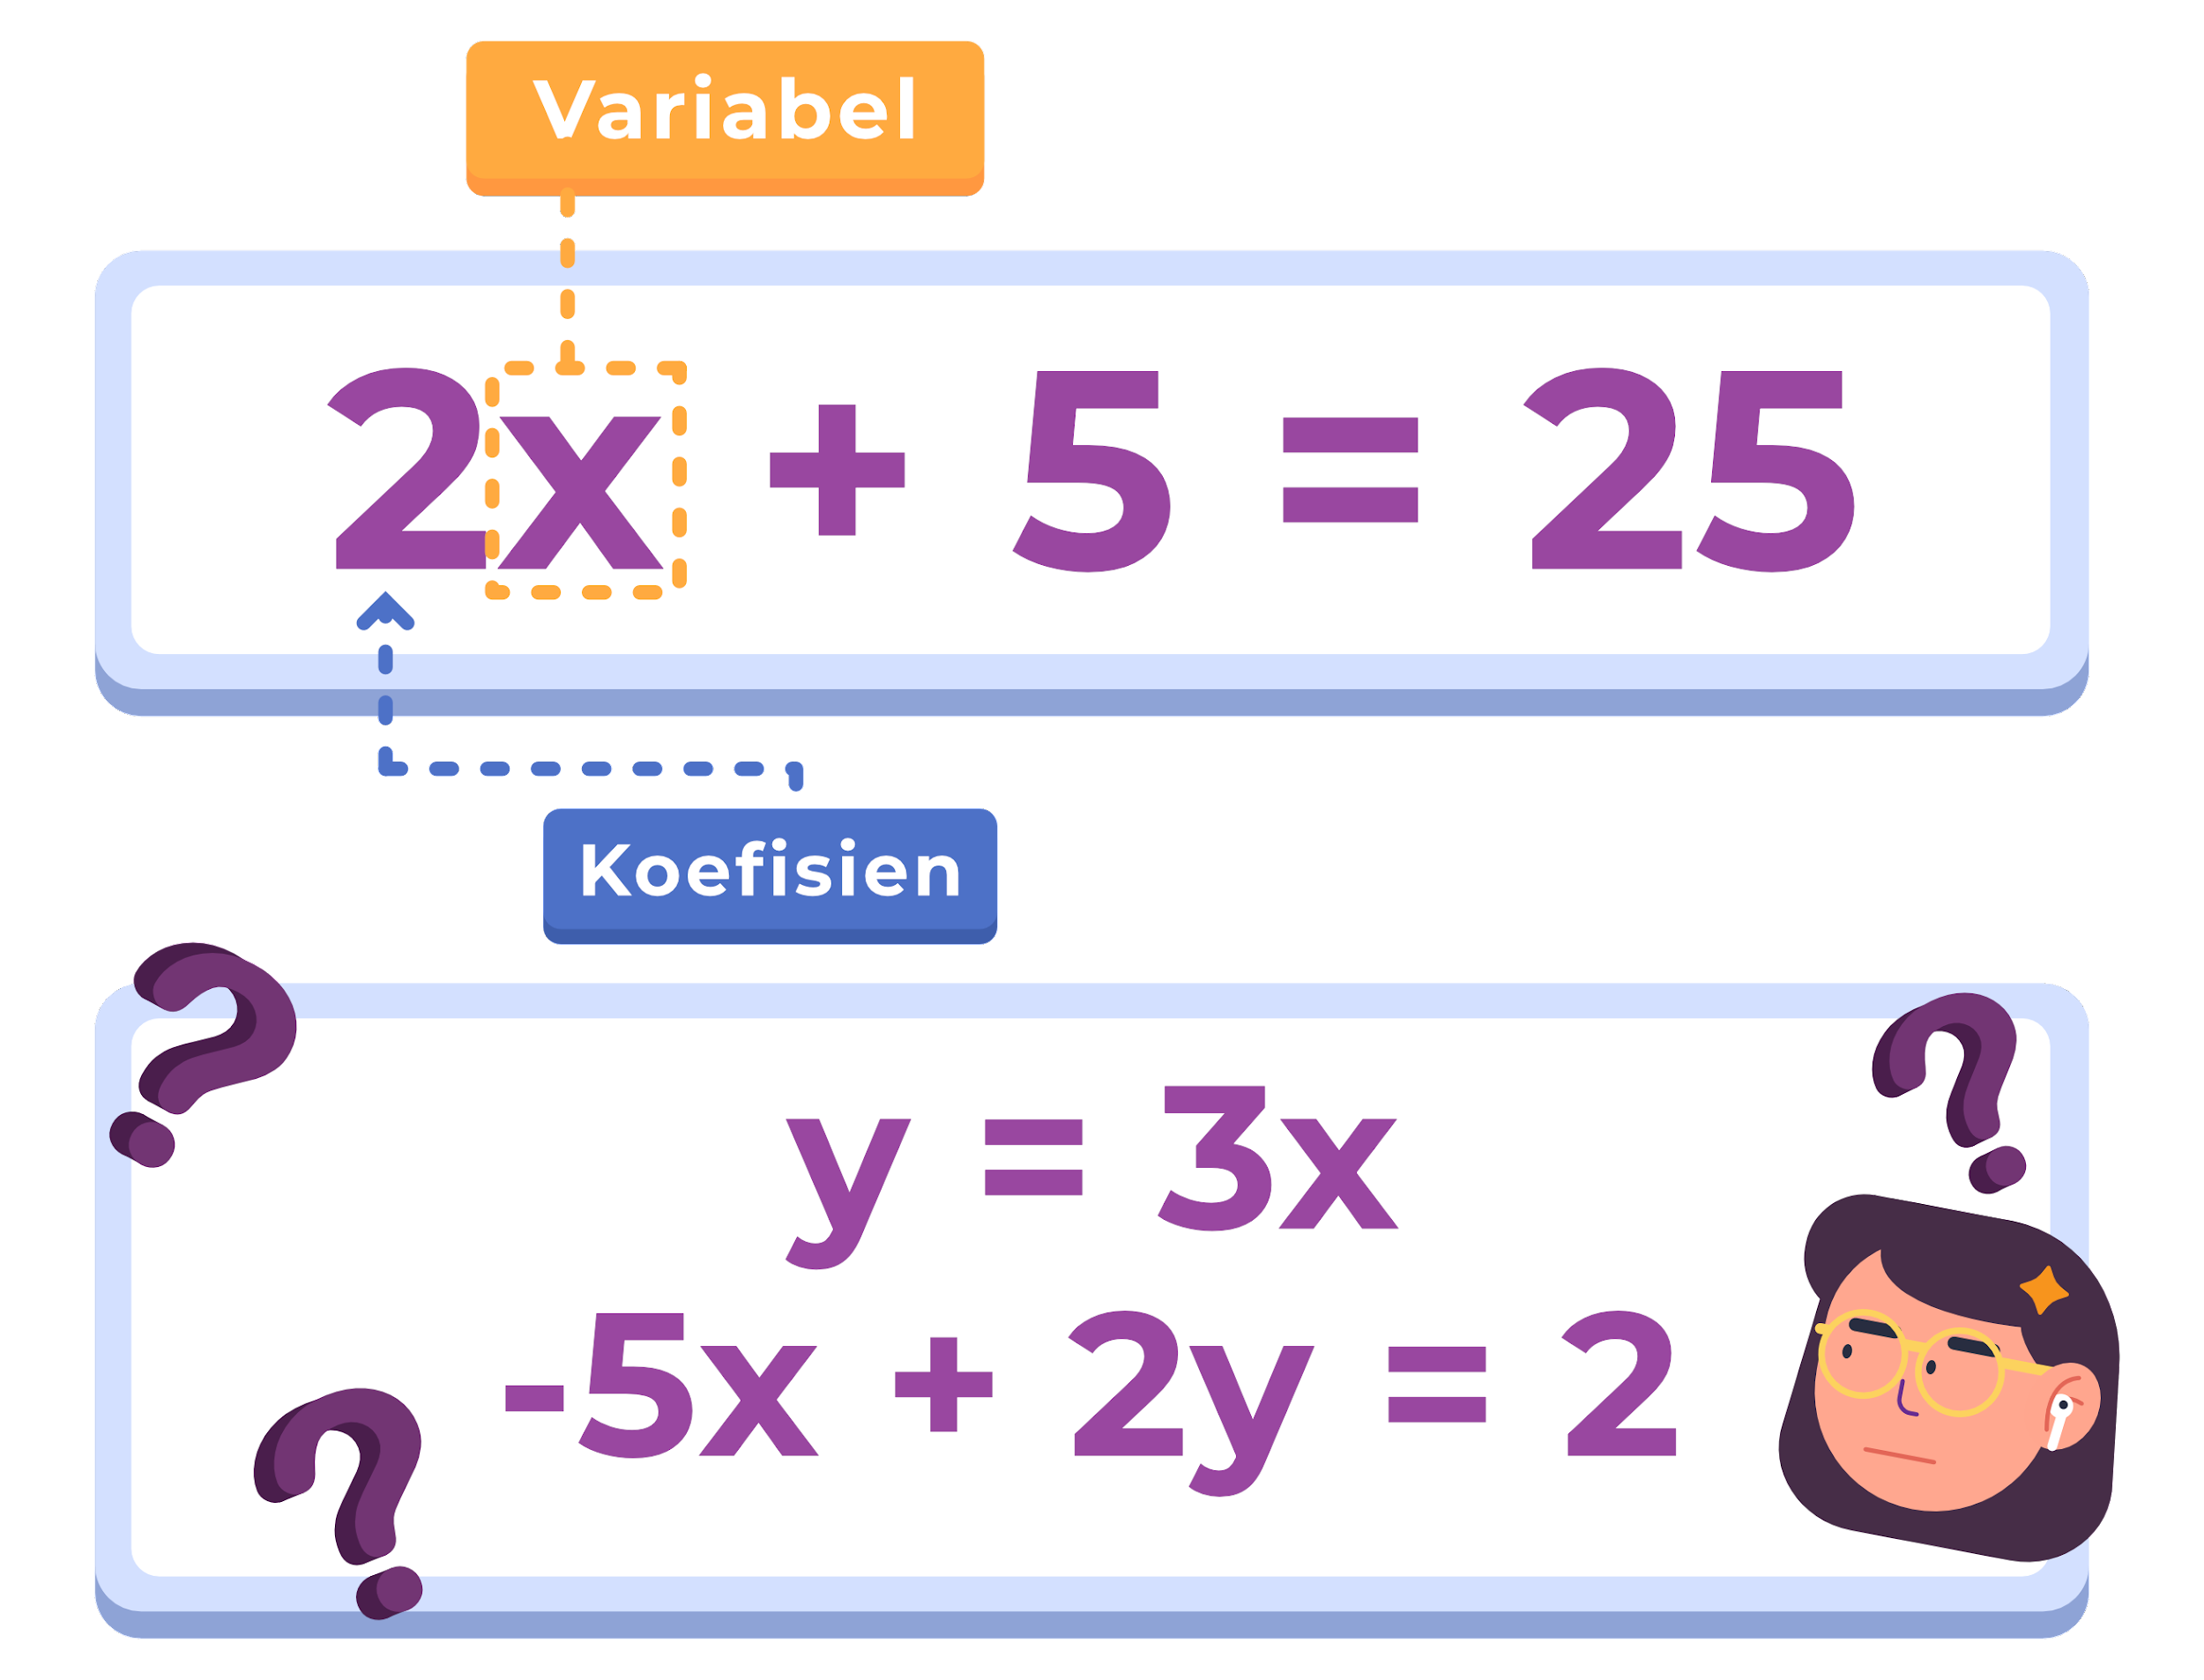 Variabel
2x + 5 = 25
Koefisien
y = 3x
-5x + 2y = 2